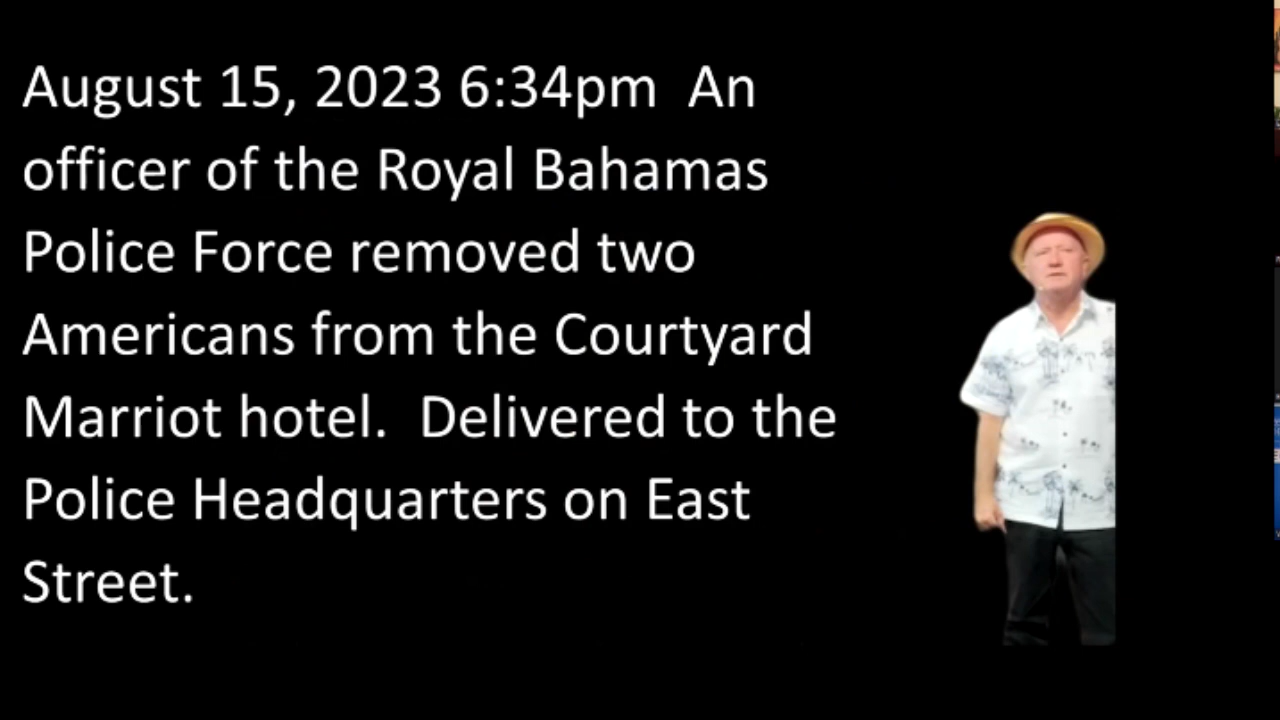 August 15, 2023 6:34pm  An
officer of the Royal Bahamas
Police Force removed two
Americans from the Courtyard
Marriot hotel.  Delivered to the
Police Headquarters on East
Street.